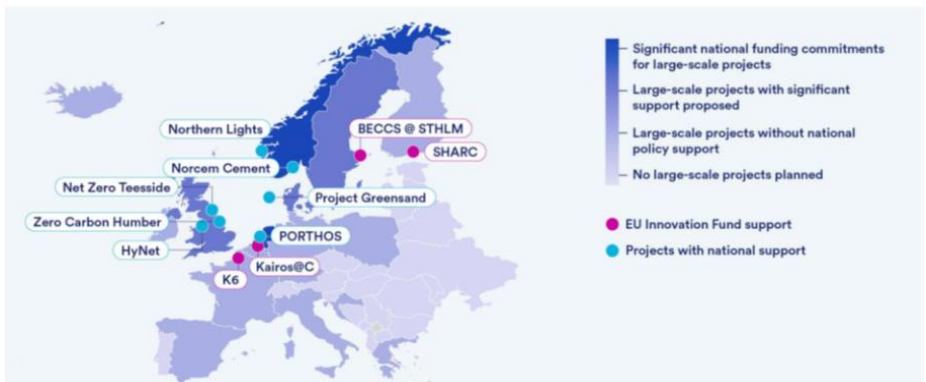 Significant national funding commitments
for large-scale projects
Large-scale projects with significant
support proposed
Large-scale projects without national
policy support
No large-scale projects planned
EU Innovation Fund support
Projects with national support
Northern Lights
BECCS @ STHLM
SHARC
Norcem Cement
Net Zero Teesside
Project Greensand
Zero Carbon Humber
PORTHOS
HyNet
Kairos@C
K6